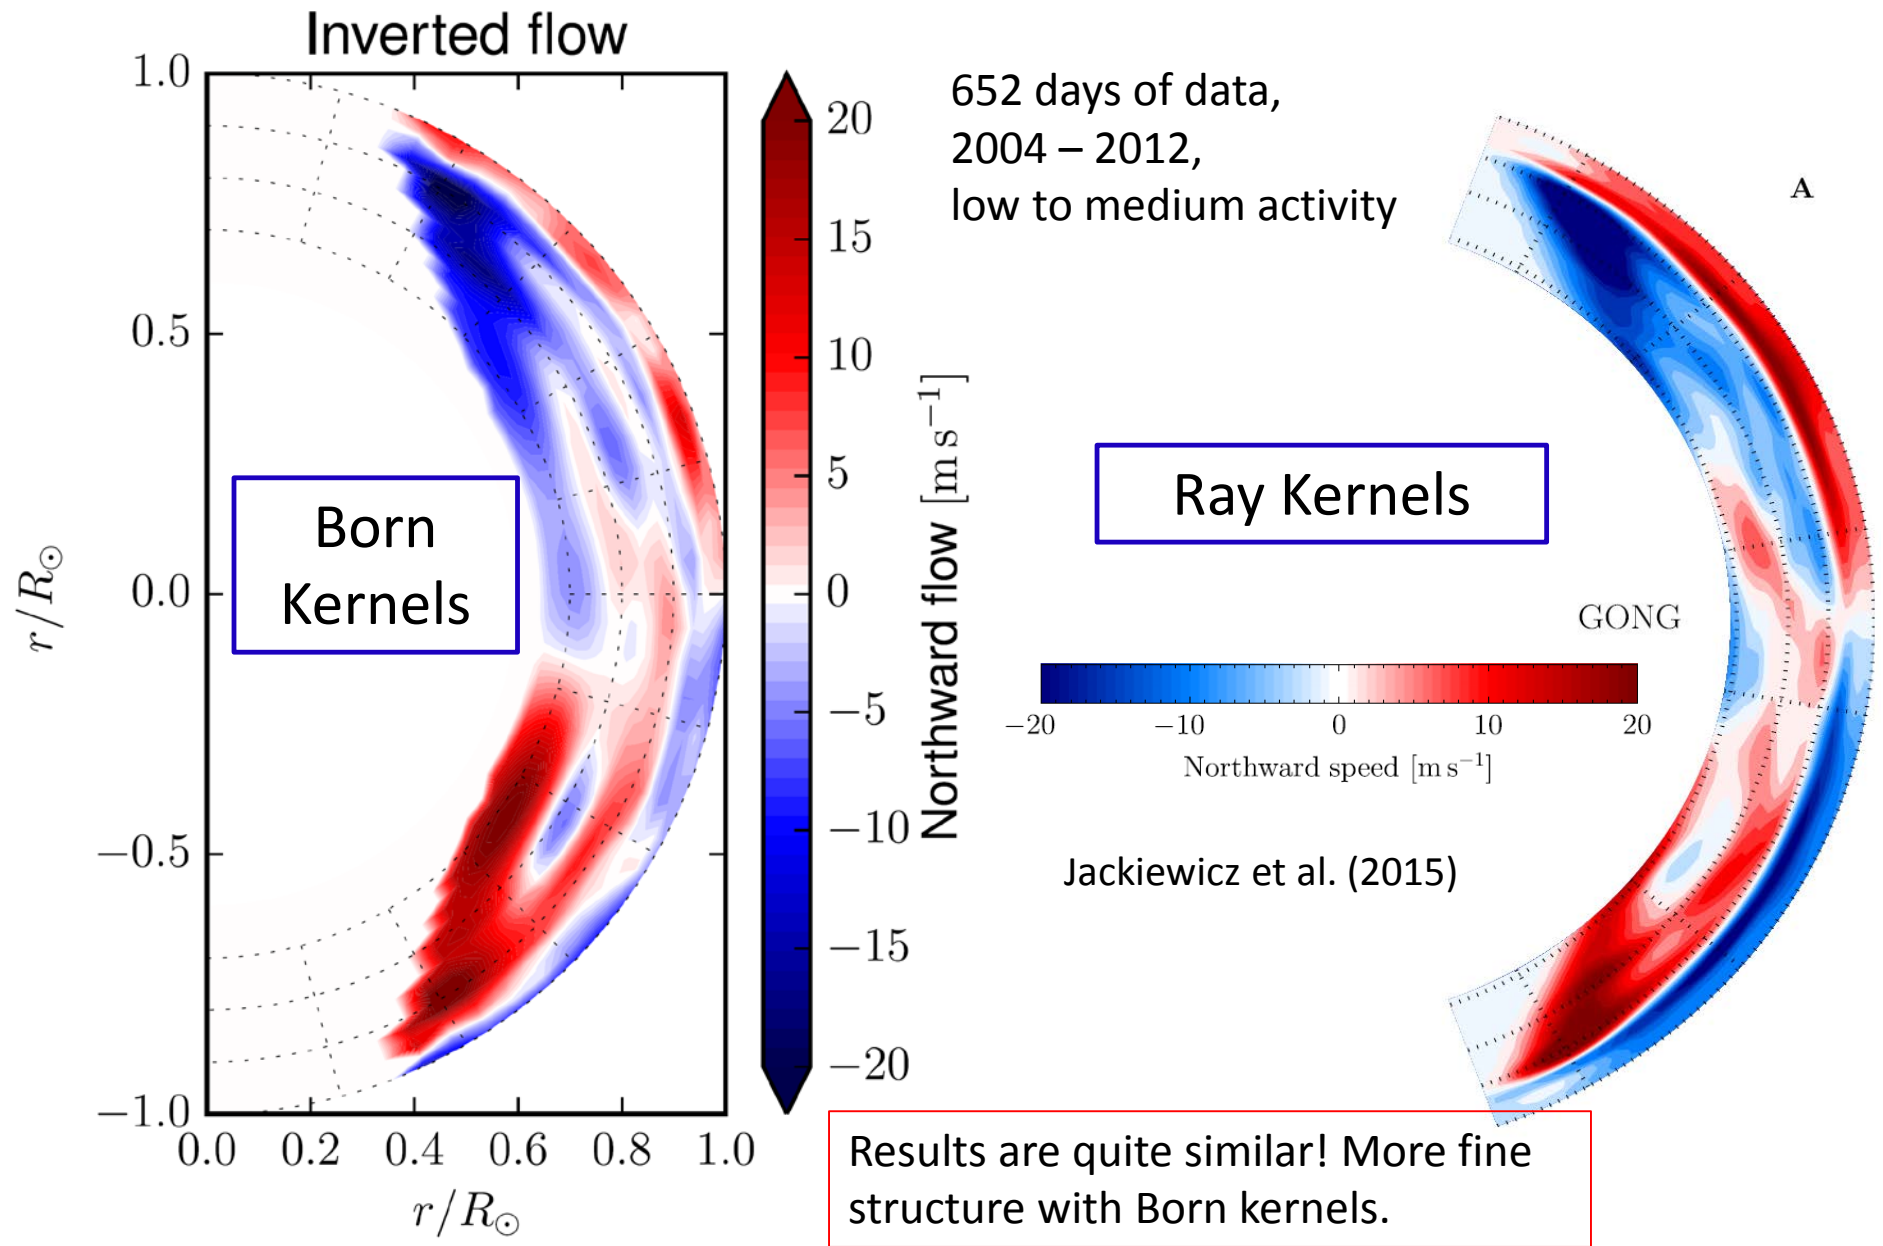 Inverted flow
1.0
0.5
0.0
−0.5
−1.0
r/R☉
0.0 0.2 0.4 0.6 0.8 1.0
r/R☉
Born
Kernels
20
15
10
5
0
−5
−10
−15
−20
Northward flow [m s⁻¹]
652 days of data,
2004 – 2012,
low to medium activity
A
Ray Kernels
GONG
−20 −10 0 10 20
Northward speed [m s⁻¹]
Jackiewicz et al. (2015)
Results are quite similar! More fine
structure with Born kernels.